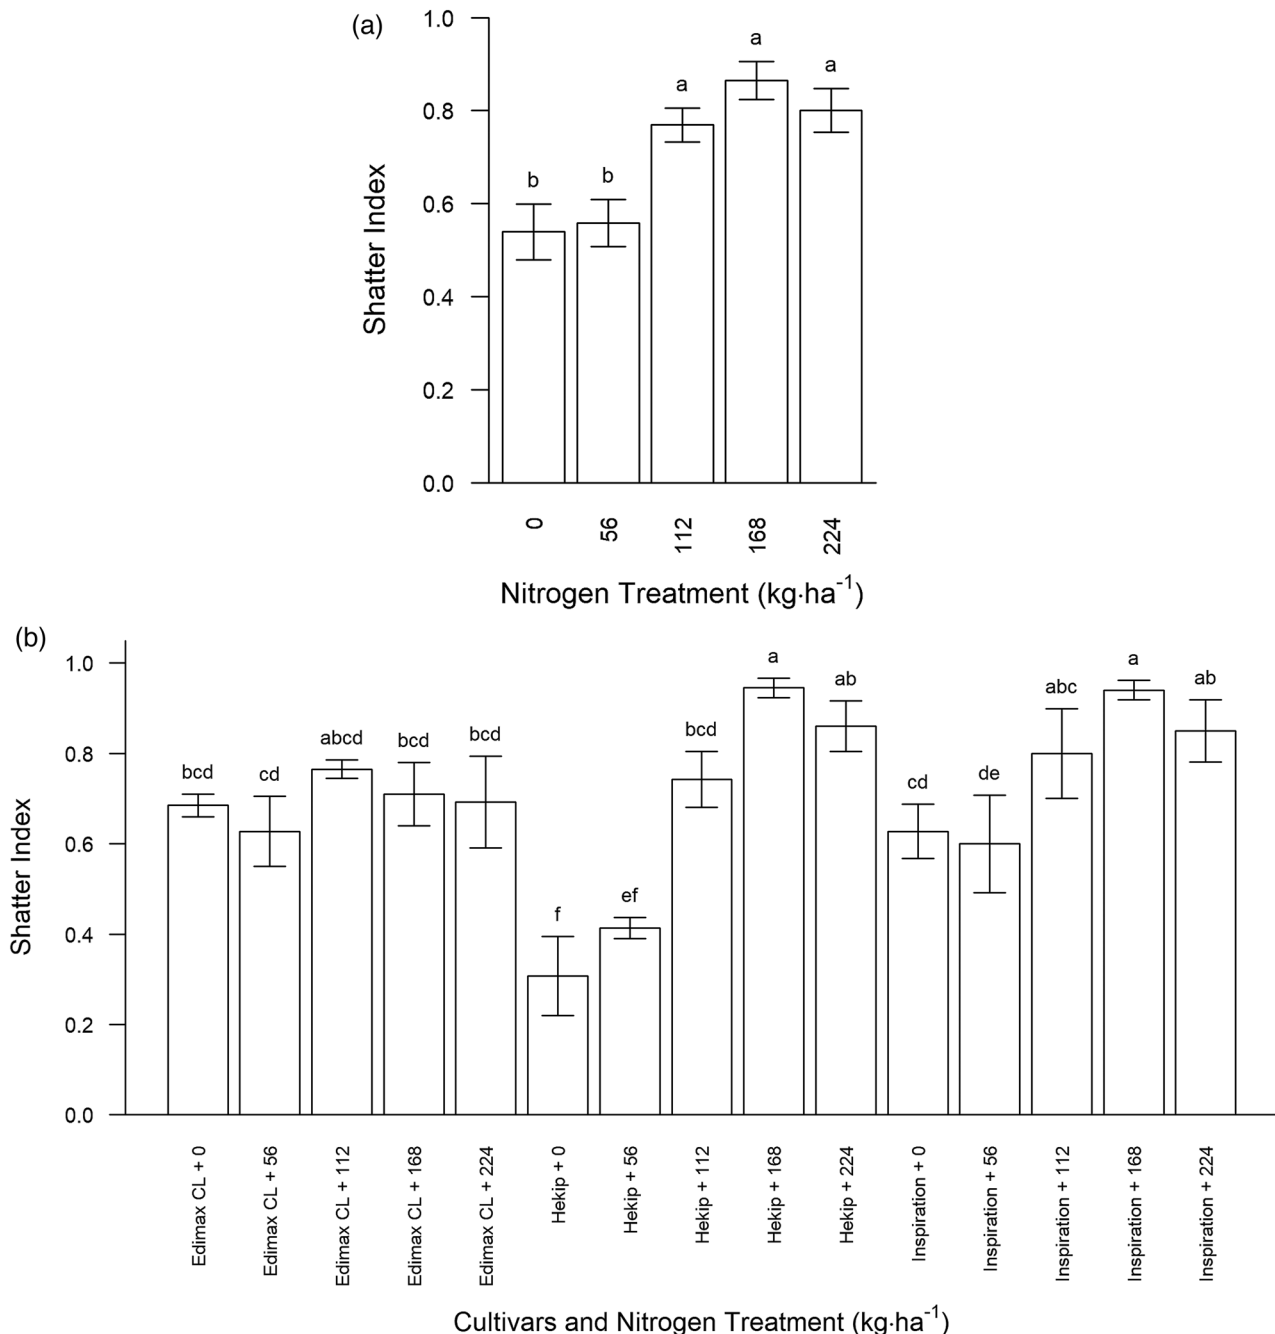 (a)
1.0
0.8
0.6
0.4
0.2
0.0
Shatter Index
b
b
a
a
a
0
56
112
168
224
Nitrogen Treatment (kg·ha⁻¹)
(b)
1.0
0.8
0.6
0.4
0.2
0.0
Shatter Index
bcd
cd
abcd
bcd
bcd
f
ef
bcd
a
ab
cd
de
abc
a
ab
Edimax CL + 0
Edimax CL + 56
Edimax CL + 112
Edimax CL + 168
Edimax CL + 224
Hekip + 0
Hekip + 56
Hekip + 112
Hekip + 168
Hekip + 224
Inspiration + 0
Inspiration + 56
Inspiration + 112
Inspiration + 168
Inspiration + 224
Cultivars and Nitrogen Treatment (kg·ha⁻¹)